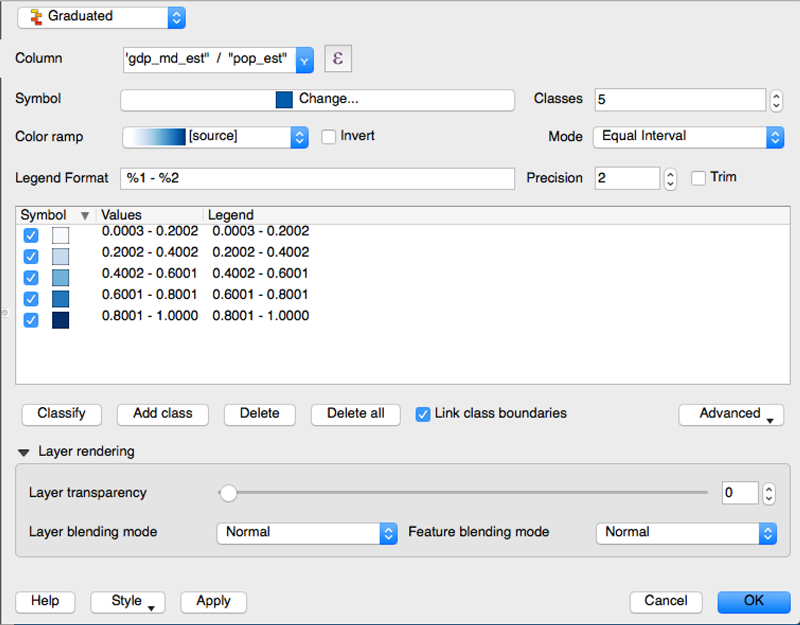 Graduated
Column 'gdp_md_est" / "pop_est" ε
Symbol Change... Classes 5
Color ramp [source] Invert Mode Equal Interval
Legend Format %1 - %2 Precision 2 Trim
Symbol Values Legend
0.0003 - 0.2002 0.0003 - 0.2002
0.2002 - 0.4002 0.2002 - 0.4002
0.4002 - 0.6001 0.4002 - 0.6001
0.6001 - 0.8001 0.6001 - 0.8001
0.8001 - 1.0000 0.8001 - 1.0000
Classify Add class Delete Delete all Link class boundaries Advanced
Layer rendering
Layer transparency 0
Layer blending mode Normal Feature blending mode Normal
Help Style Apply Cancel OK